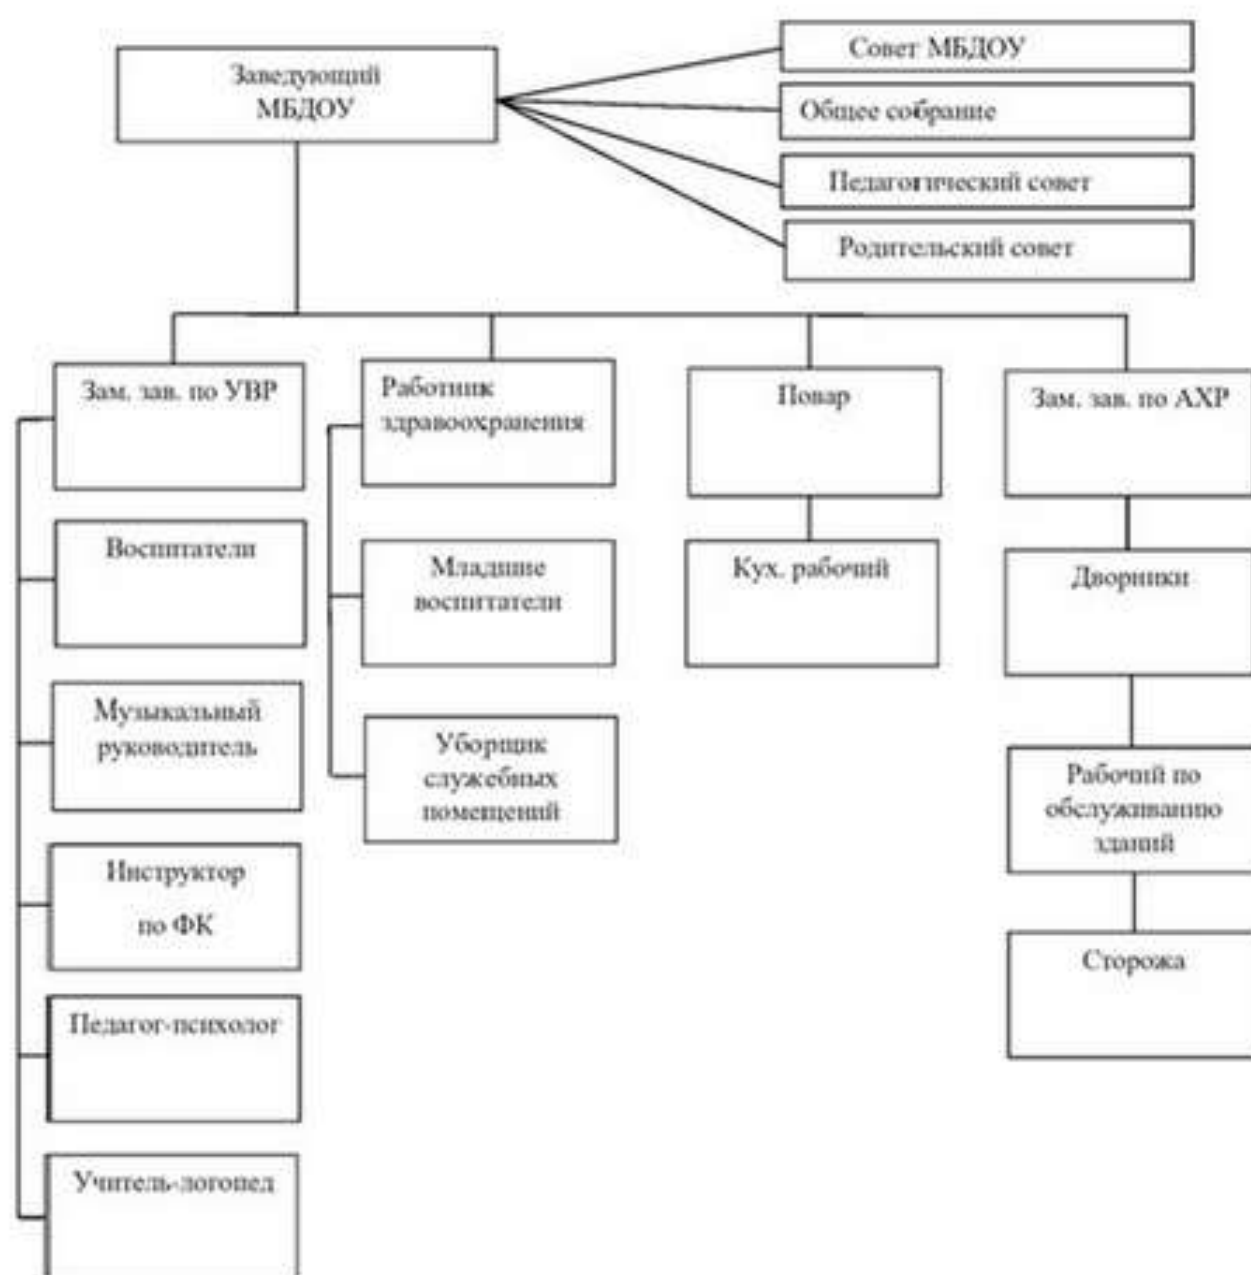 Заведующий
МБДОУ
Совет МБДОУ
Общее собрание
Педагогический совет
Родительский совет
Зам. зав. по УВР
Воспитатели
Музыкальный
руководитель
Инструктор
по ФК
Педагог-психолог
Учитель-логопед
Работник
здравоохранения
Младшие
воспитатели
Уборщик
служебных
помещений
Повар
Кух. рабочий
Зам. зав. по АХР
Дворники
Рабочий по
обслуживанию
зданий
Сторожа